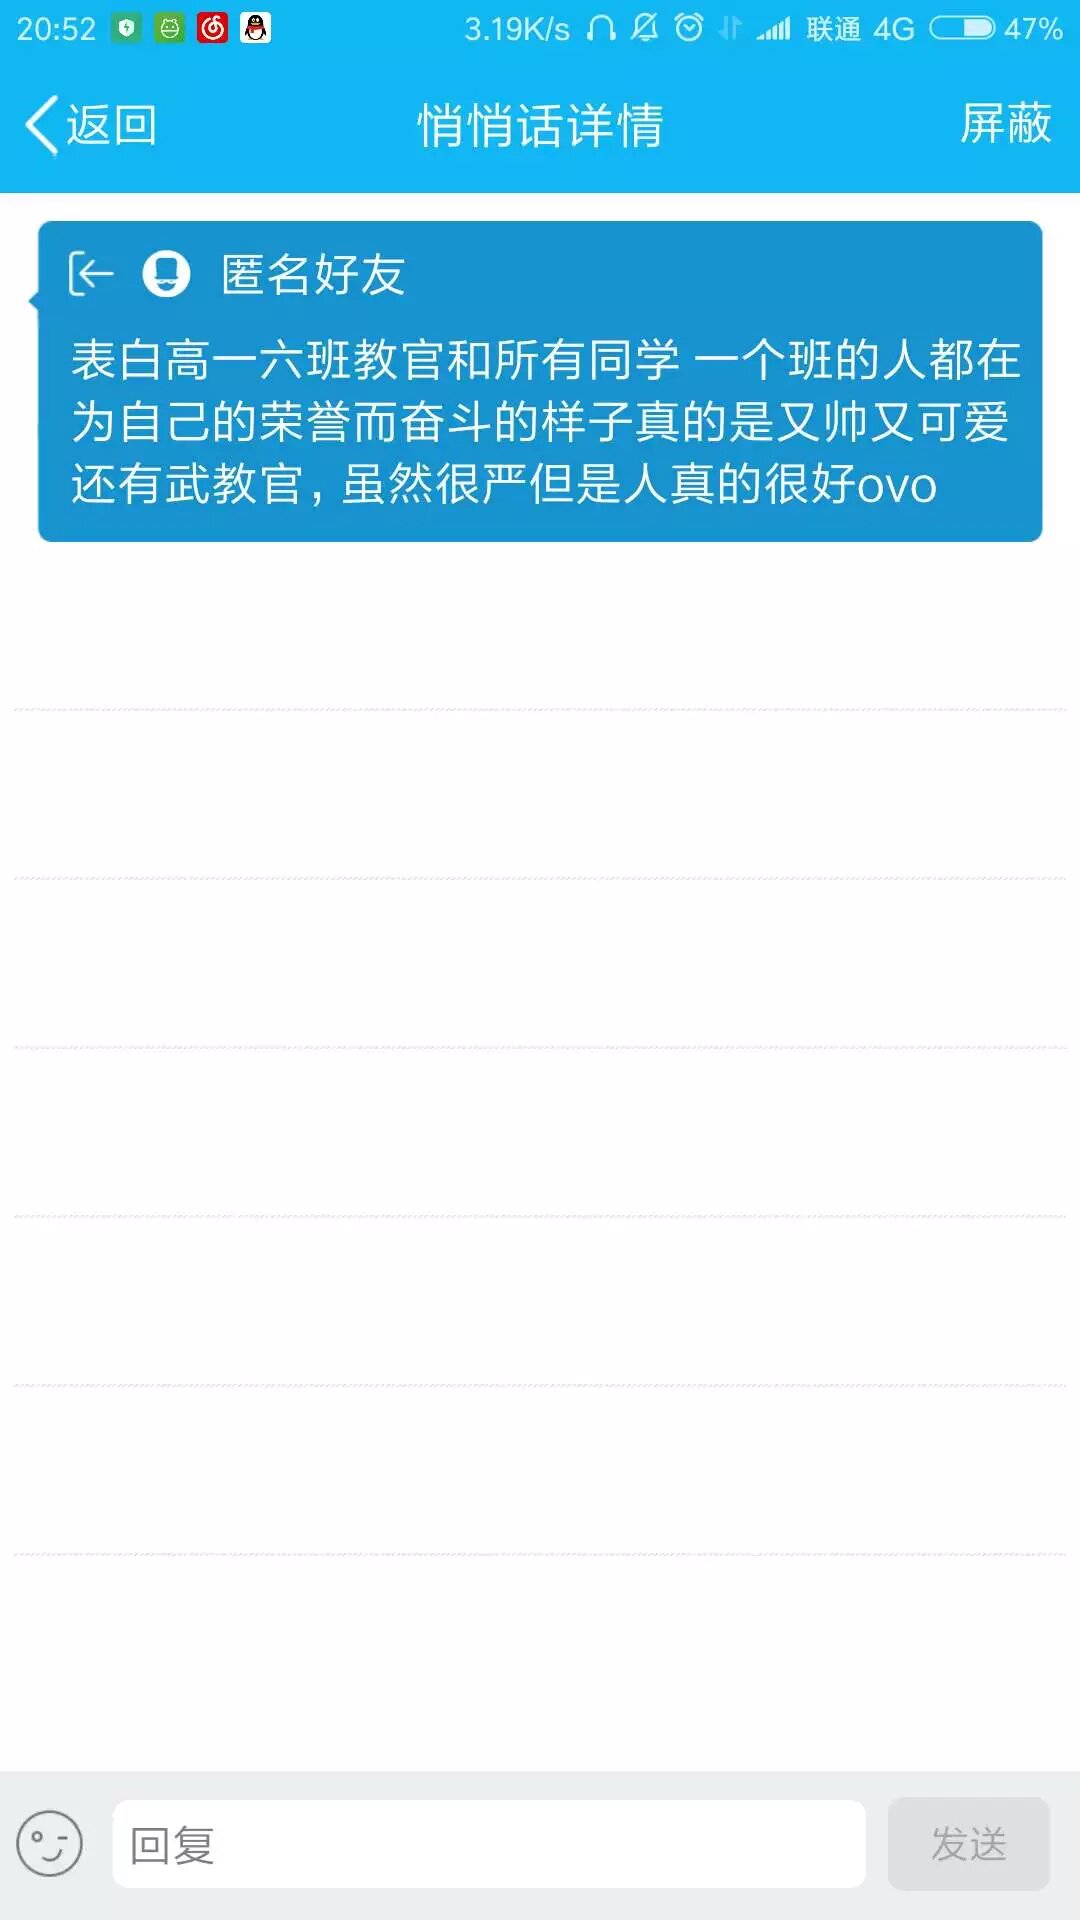 20:52 3.19K/s 联通 4G 47%
返回 悄悄话详情 屏蔽
匿名好友
表白高一六班教官和所有同学 一个班的人都在
为自己的荣誉而奋斗的样子真的是又帅又可爱
还有武教官，虽然很严但是人真的很好ovo
回复 发送